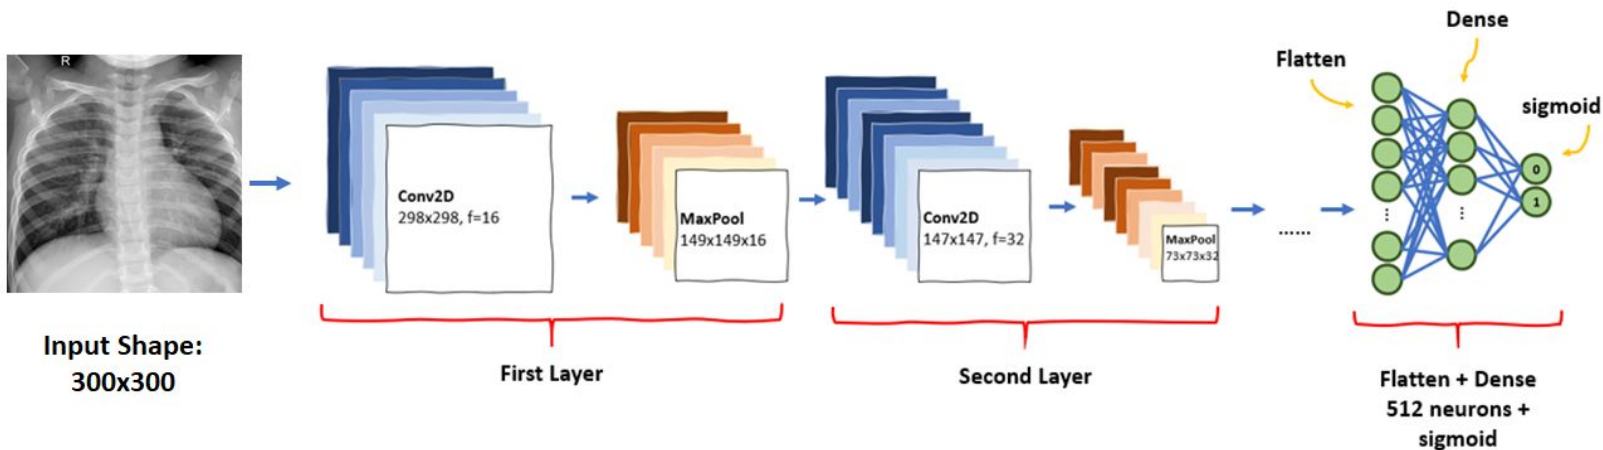 R
Input Shape:
300x300
Conv2D
298x298, f=16
MaxPool
149x149x16
First Layer
Conv2D
147x147, f=32
MaxPool
73x73x32
Second Layer
......
Flatten
Dense
sigmoid
0
1
Flatten + Dense
512 neurons +
sigmoid